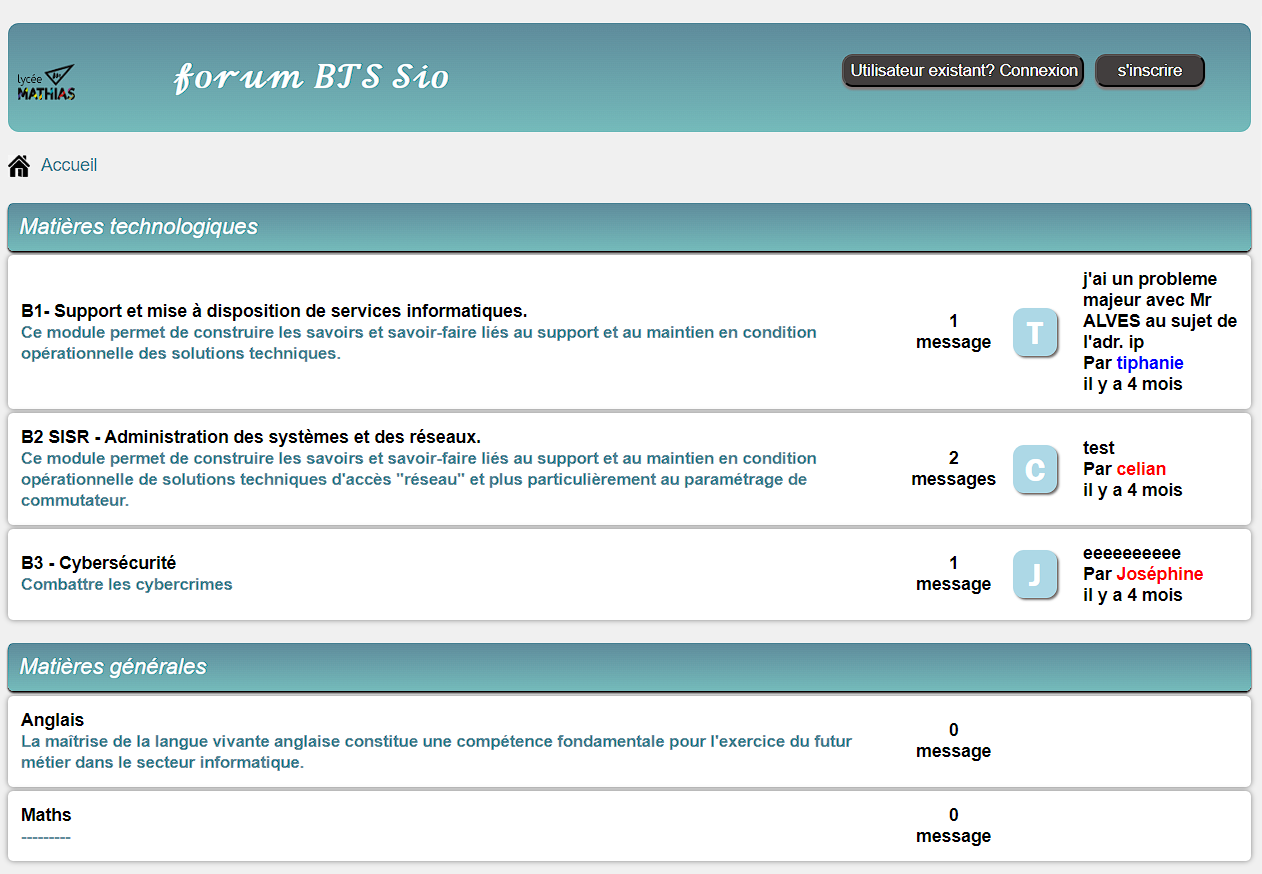 lycée
MATHIAS
forum BTS Sio
Utilisateur existant? Connexion
s'inscrire
Accueil
Matières technologiques
B1- Support et mise à disposition de services informatiques.
Ce module permet de construire les savoirs et savoir-faire liés au support et au maintien en condition
opérationnelle des solutions techniques.
1
message
T
j'ai un probleme
majeur avec Mr
ALVES au sujet de
l'adr. ip
Par tiphanie
il y a 4 mois
B2 SISR - Administration des systèmes et des réseaux.
Ce module permet de construire les savoirs et savoir-faire liés au support et au maintien en condition
opérationnelle de solutions techniques d'accès "réseau" et plus particulièrement au paramétrage de
commutateur.
2
messages
C
test
Par celian
il y a 4 mois
B3 - Cybersécurité
Combattre les cybercrimes
1
message
J
eeeeeeeeee
Par Joséphine
il y a 4 mois
Matières générales
Anglais
La maîtrise de la langue vivante anglaise constitue une compétence fondamentale pour l'exercice du futur
métier dans le secteur informatique.
0
message
Maths
---------
0
message